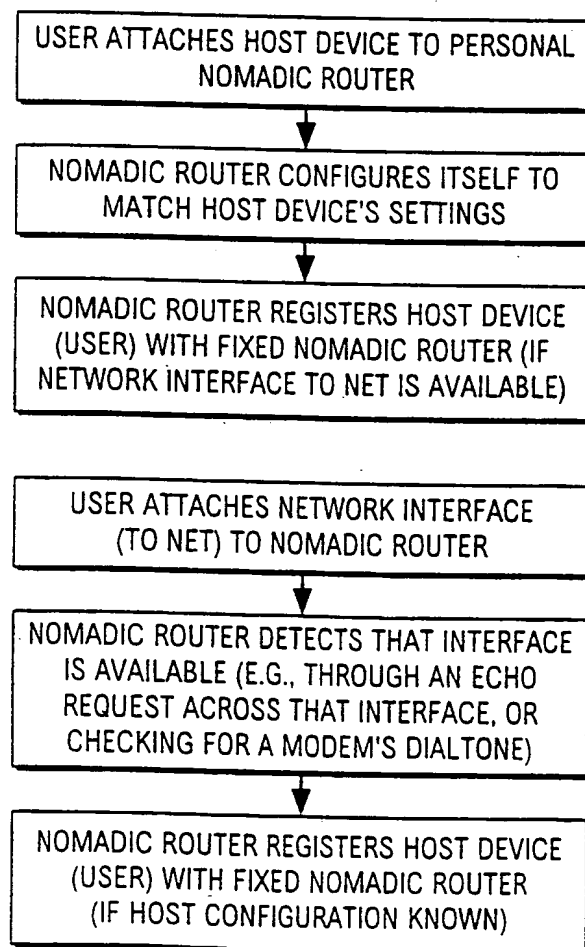 USER ATTACHES HOST DEVICE TO PERSONAL
NOMADIC ROUTER
NOMADIC ROUTER CONFIGURES ITSELF TO
MATCH HOST DEVICE'S SETTINGS
NOMADIC ROUTER REGISTERS HOST DEVICE
(USER) WITH FIXED NOMADIC ROUTER (IF
NETWORK INTERFACE TO NET IS AVAILABLE)
USER ATTACHES NETWORK INTERFACE
(TO NET) TO NOMADIC ROUTER
NOMADIC ROUTER DETECTS THAT INTERFACE
IS AVAILABLE (E.G., THROUGH AN ECHO
REQUEST ACROSS THAT INTERFACE, OR
CHECKING FOR A MODEM'S DIALTONE)
NOMADIC ROUTER REGISTERS HOST DEVICE
(USER) WITH FIXED NOMADIC ROUTER
(IF HOST CONFIGURATION KNOWN)